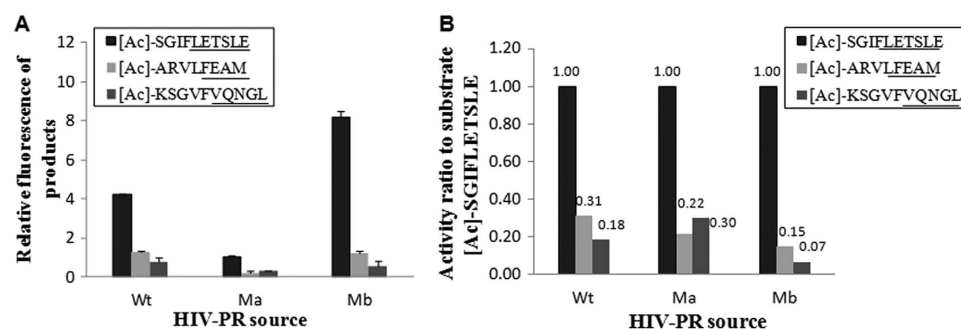 A
Relative fluorescence of
products
12
10
8
6
4
2
0
[Ac]-SGIFLETSLE
[Ac]-ARVLFEAM
[Ac]-KSGVFVQNGL
Wt Ma Mb
HIV-PR source
B
Activity ratio to substrate
[Ac]-SGIFLETSLE
1.20
1.00
0.80
0.60
0.40
0.20
0.00
[Ac]-SGIFLETSLE
[Ac]-ARVLFEAM
[Ac]-KSGVFVQNGL
1.00 1.00 1.00
0.31 0.18
0.22 0.30
0.15 0.07
Wt Ma Mb
HIV-PR source